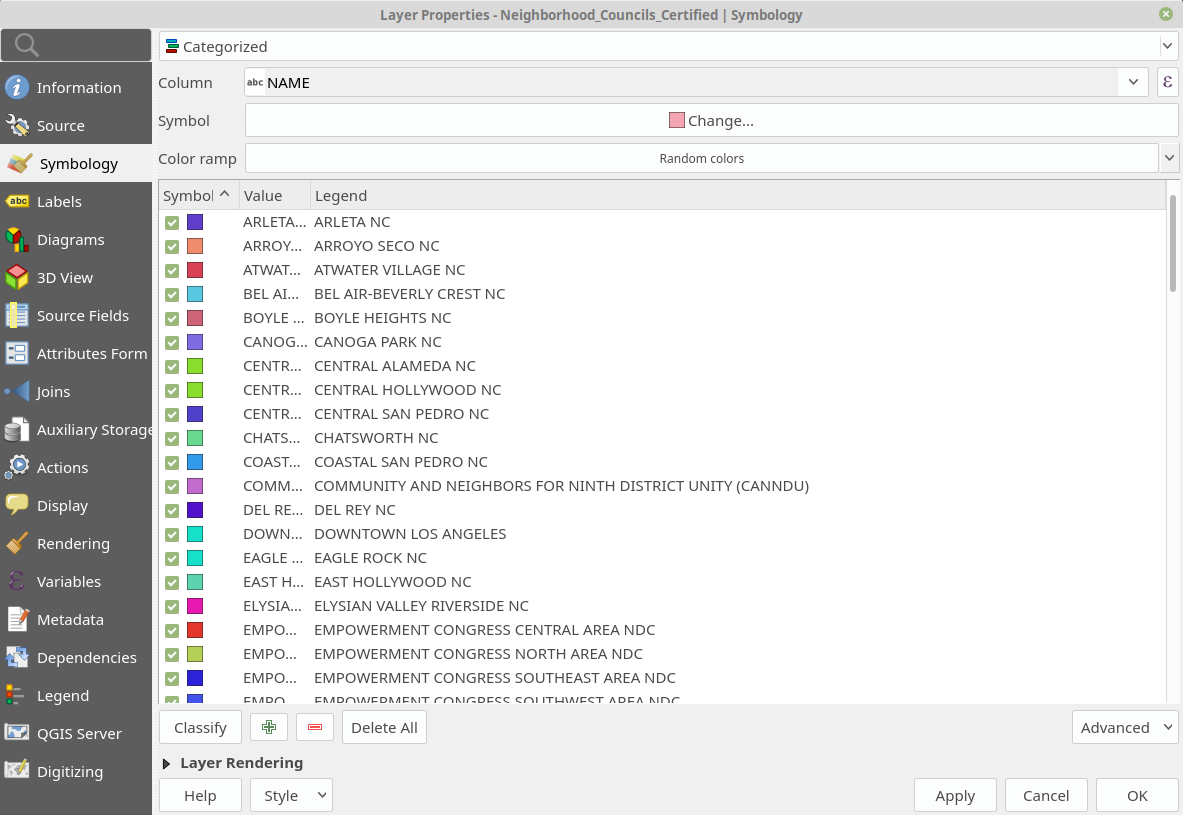 Layer Properties - Neighborhood_Councils_Certified | Symbology
Information
Source
Symbology
Labels
Diagrams
3D View
Source Fields
Attributes Form
Joins
Auxiliary Storage
Actions
Display
Rendering
Variables
Metadata
Dependencies
Legend
QGIS Server
Digitizing
Categorized
Column abc NAME ε
Symbol Change...
Color ramp Random colors
Symbol Value Legend
ARLETA... ARLETA NC
ARROY... ARROYO SECO NC
ATWAT... ATWATER VILLAGE NC
BEL AI... BEL AIR-BEVERLY CREST NC
BOYLE ... BOYLE HEIGHTS NC
CANOG... CANOGA PARK NC
CENTR... CENTRAL ALAMEDA NC
CENTR... CENTRAL HOLLYWOOD NC
CENTR... CENTRAL SAN PEDRO NC
CHATS... CHATSWORTH NC
COAST... COASTAL SAN PEDRO NC
COMM... COMMUNITY AND NEIGHBORS FOR NINTH DISTRICT UNITY (CANNDU)
DEL RE... DEL REY NC
DOWN... DOWNTOWN LOS ANGELES
EAGLE ... EAGLE ROCK NC
EAST H... EAST HOLLYWOOD NC
ELYSIA... ELYSIAN VALLEY RIVERSIDE NC
EMPO... EMPOWERMENT CONGRESS CENTRAL AREA NDC
EMPO... EMPOWERMENT CONGRESS NORTH AREA NDC
EMPO... EMPOWERMENT CONGRESS SOUTHEAST AREA NDC
EMPO... EMPOWERMENT CONGRESS SOUTHWEST AREA NDC
Classify Delete All Advanced
Layer Rendering
Help Style Apply Cancel OK